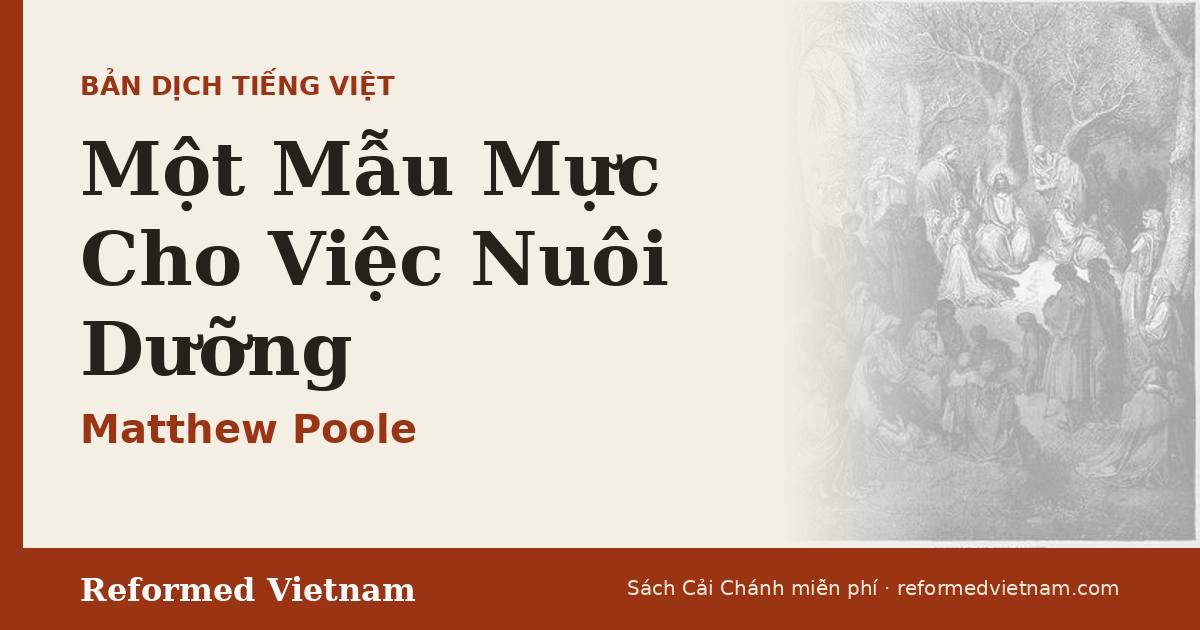 BẢN DỊCH TIẾNG VIỆT
Một Mẫu Mực
Cho Việc Nuôi
Dưỡng
Matthew Poole
Reformed Vietnam
Sách Cải Chánh miễn phí · reformedvietnam.com